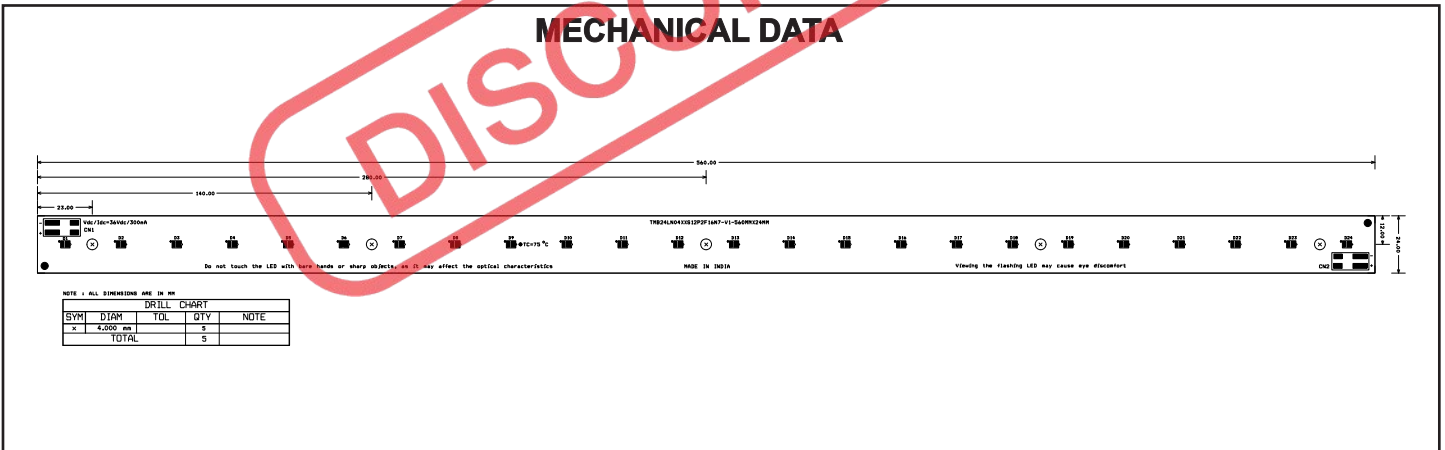 MECHANICAL DATA
DISCO
560.00
280.00
140.00
23.00
Vdc/Idc=36Vdc/300mA
CN1
TMB24LN04XXS12P2F16N7-V1-560MMX24MM
12.00
24.00
D1 D2 D3 D4 D5 D6 D7 D8 D9 TC=75 °C D10 D11 D12 D13 D14 D15 D16 D17 D18 D19 D20 D21 D22 D23 D24
Do not touch the LED with bare hands or sharp objects, as it may affect the optical characteristics
MADE IN INDIA
Viewing the flashing LED may cause eye discomfort
CN2
NOTE : ALL DIMENSIONS ARE IN MM
DRILL CHART
SYM DIAM TOL QTY NOTE
x 4.000 mm 5
TOTAL 5